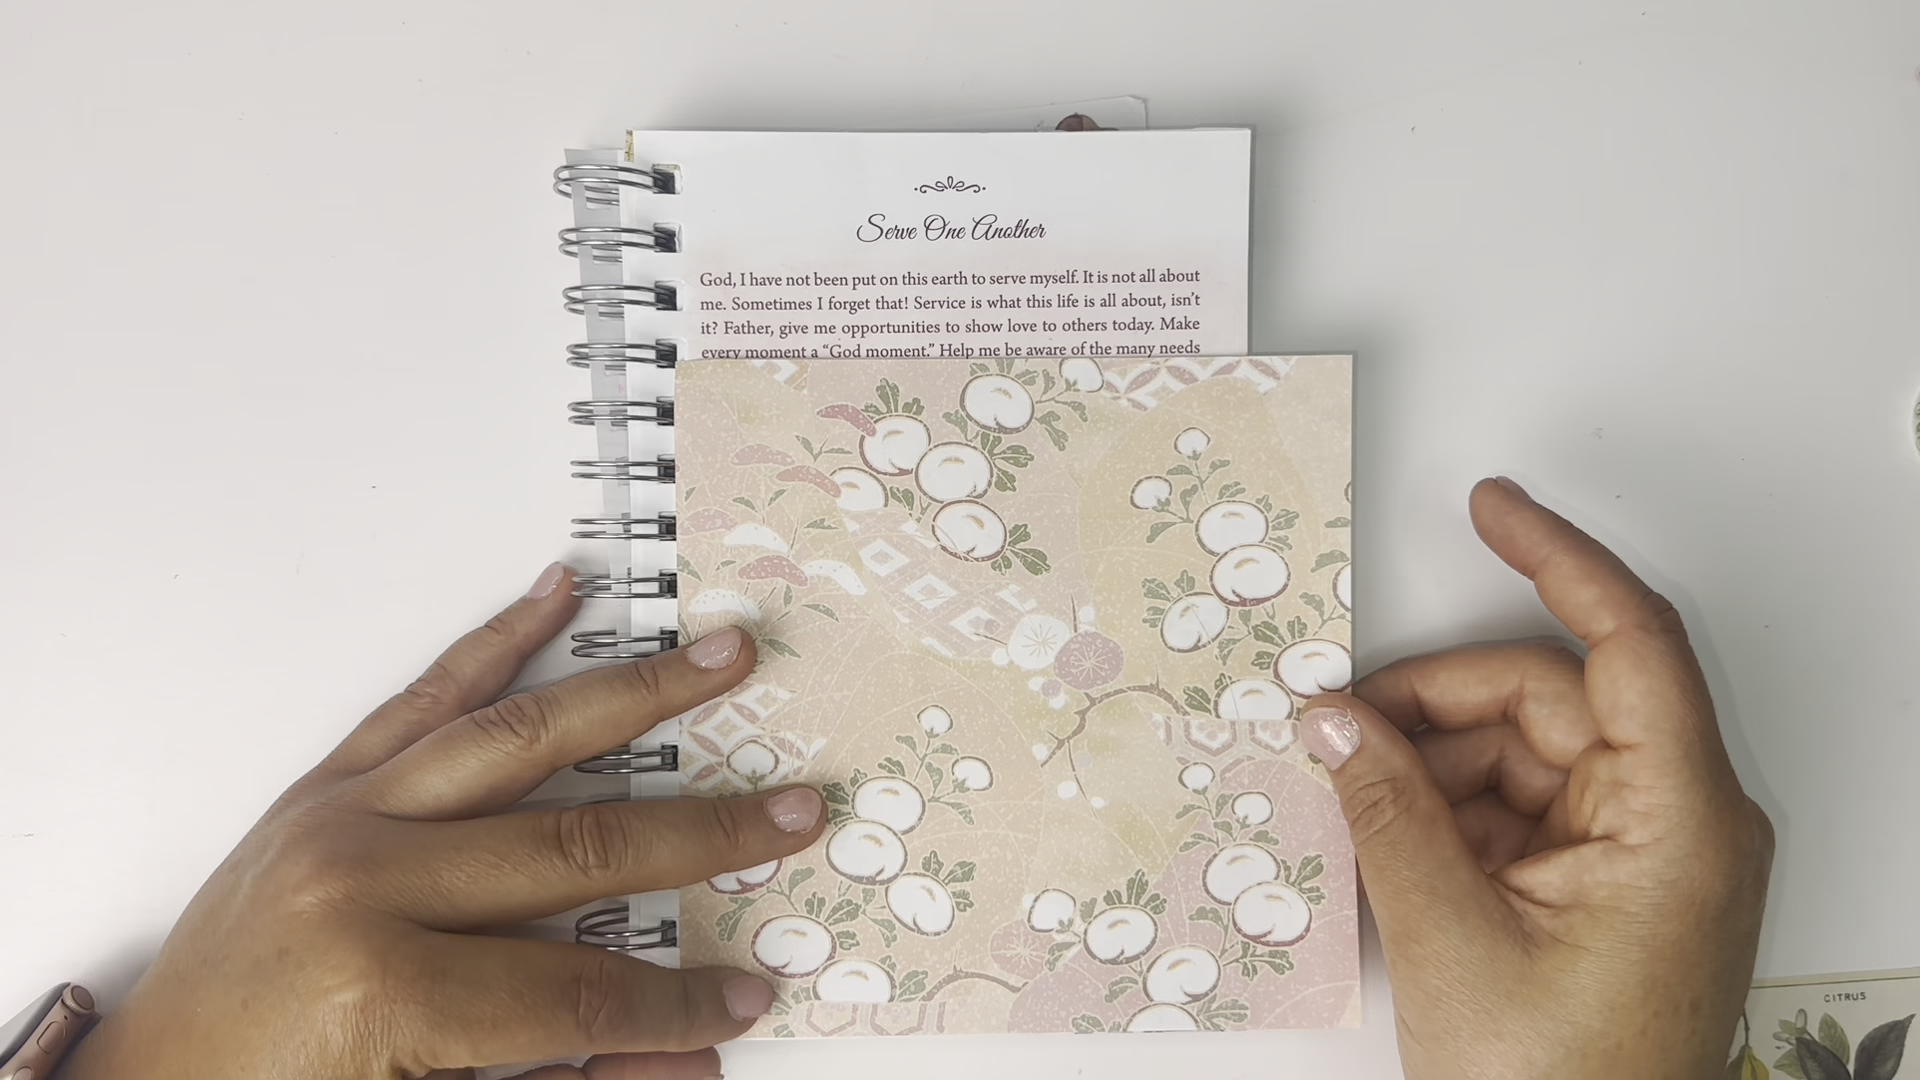 Serve One Another
God, I have not been put on this earth to serve myself. It is not all about
me. Sometimes I forget that! Service is what this life is all about, isn’t
it? Father, give me opportunities to show love to others today. Make
every moment a “God moment.” Help me be aware of the many needs
CITRUS